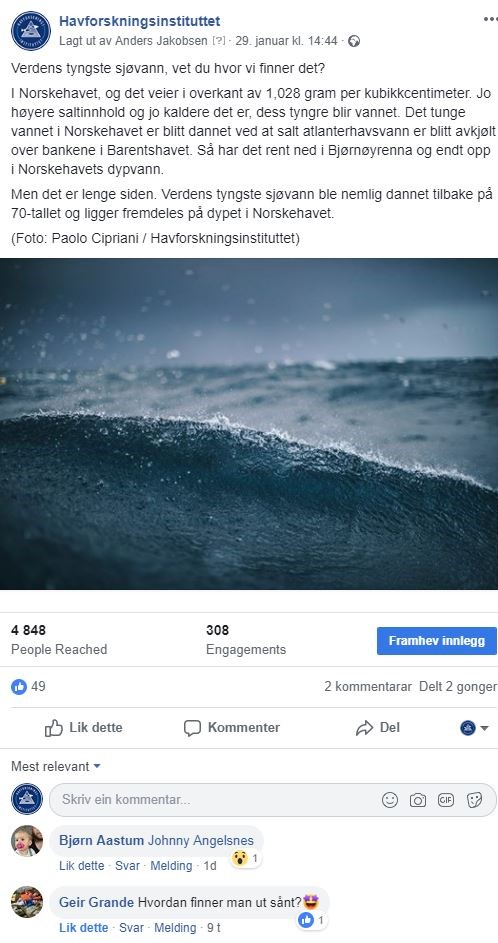 Havforskningsinstituttet
Lagt ut av Anders Jakobsen [?] · 29. januar kl. 14:44 ·
Verdens tyngste sjøvann, vet du hvor vi finner det?
I Norskehavet, og det veier i overkant av 1,028 gram per kubikkcentimeter. Jo
høyere saltinnhold og jo kaldere det er, dess tyngre blir vannet. Det tunge
vannet i Norskehavet er blitt dannet ved at salt atlanterhavsvann er blitt avkjølt
over bankene i Barentshavet. Så har det rent ned i Bjørnøyrenna og endt opp
i Norskehavets dypvann.
Men det er lenge siden. Verdens tyngste sjøvann ble nemlig dannet tilbake på
70-tallet og ligger fremdeles på dypet i Norskehavet.
(Foto: Paolo Cipriani / Havforskningsinstituttet)
4 848
People Reached
308
Engagements
Framhev innlegg
49
2 kommentarar Delt 2 gonger
Lik dette
Kommenter
Del
Mest relevant
Skriv ein kommentar...
GIF
Bjørn Aastum Johnny Angelsnes
1
Lik dette · Svar · Melding · 1d
Geir Grande Hvordan finner man ut sånt?
1
Lik dette · Svar · Melding · 9 t